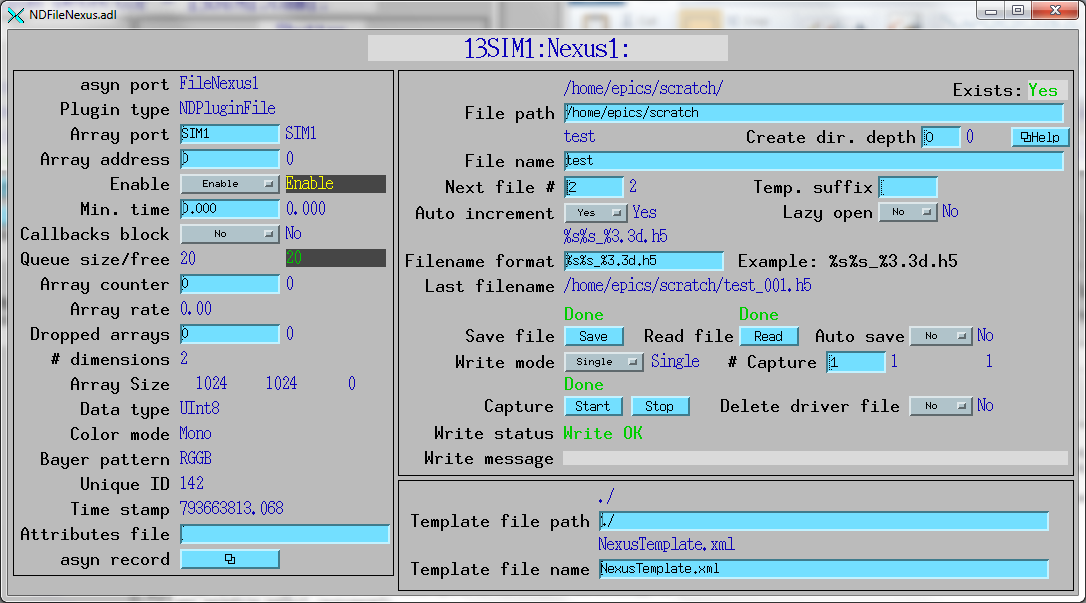 NDFileNexus.adl
13SIM1:Nexus1:
asyn port FileNexus1
Plugin type NDPluginFile
Array port SIM1 SIM1
Array address 0 0
Enable Enable Enable
Min. time 0.000 0.000
Callbacks block No No
Queue size/free 20 20
Array counter 0 0
Array rate 0.00
Dropped arrays 0 0
# dimensions 2
Array Size 1024 1024 0
Data type UInt8
Color mode Mono
Bayer pattern RGGB
Unique ID 142
Time stamp 793663813.068
Attributes file
asyn record
/home/epics/scratch/ Exists: Yes
File path /home/epics/scratch
test Create dir. depth 0 0 Help
File name test
Next file # 2 2 Temp. suffix
Auto increment Yes Yes Lazy open No No
%s%s_%3.3d.h5
Filename format %s%s_%3.3d.h5 Example: %s%s_%3.3d.h5
Last filename /home/epics/scratch/test_001.h5
Done Done
Save file Save Read file Read Auto save No No
Write mode Single Single # Capture 1 1 1
Done
Capture Start Stop Delete driver file No No
Write status Write OK
Write message
./
Template file path ./
NexusTemplate.xml
Template file name NexusTemplate.xml